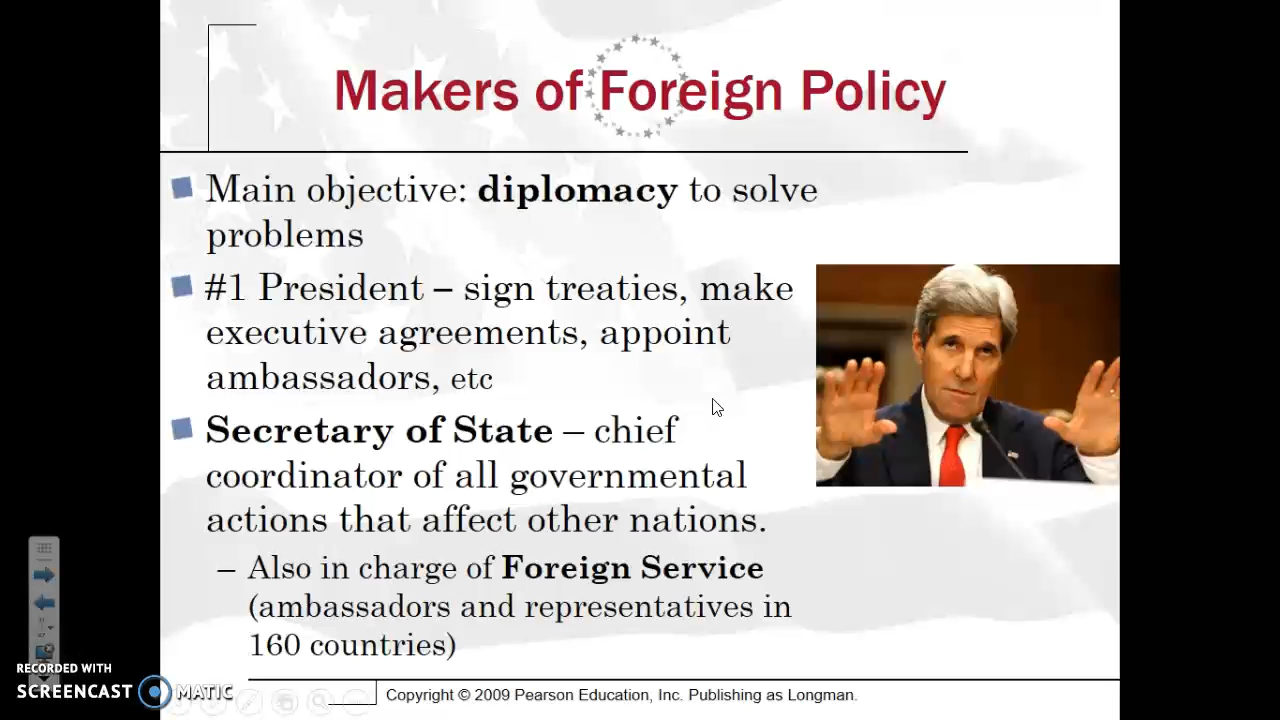 Makers of Foreign Policy
Main objective: diplomacy to solve
problems
#1 President – sign treaties, make
executive agreements, appoint
ambassadors, etc
Secretary of State – chief
coordinator of all governmental
actions that affect other nations.
– Also in charge of Foreign Service
(ambassadors and representatives in
160 countries)
Copyright © 2009 Pearson Education, Inc. Publishing as Longman.
RECORDED WITH
SCREENCAST MATIC